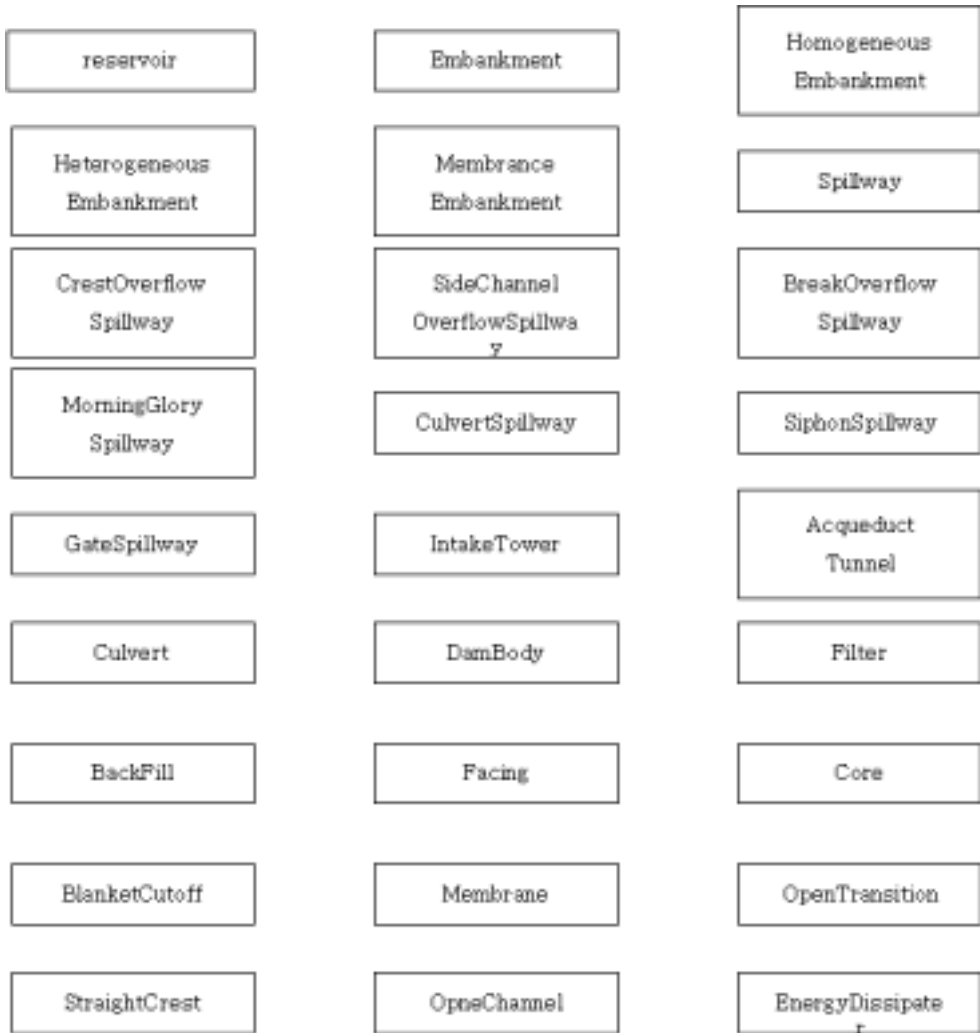 reservoir
Embankment
Homogeneous
Embankment
Heterogeneous
Embankment
Membrance
Embankment
Spillway
CrestOverflow
Spillway
SideChannel
OverflowSpillwa
y
BreakOverflow
Spillway
MorningGlory
Spillway
CulvertSpillway
SiphonSpillway
GateSpillway
IntakeTower
Acqueduct
Tunnel
Culvert
DamBody
Filter
BackFill
Facing
Core
BlanketCutoff
Membrane
OpenTransition
StraightCrest
OpneChannel
EnergyDissipate
r